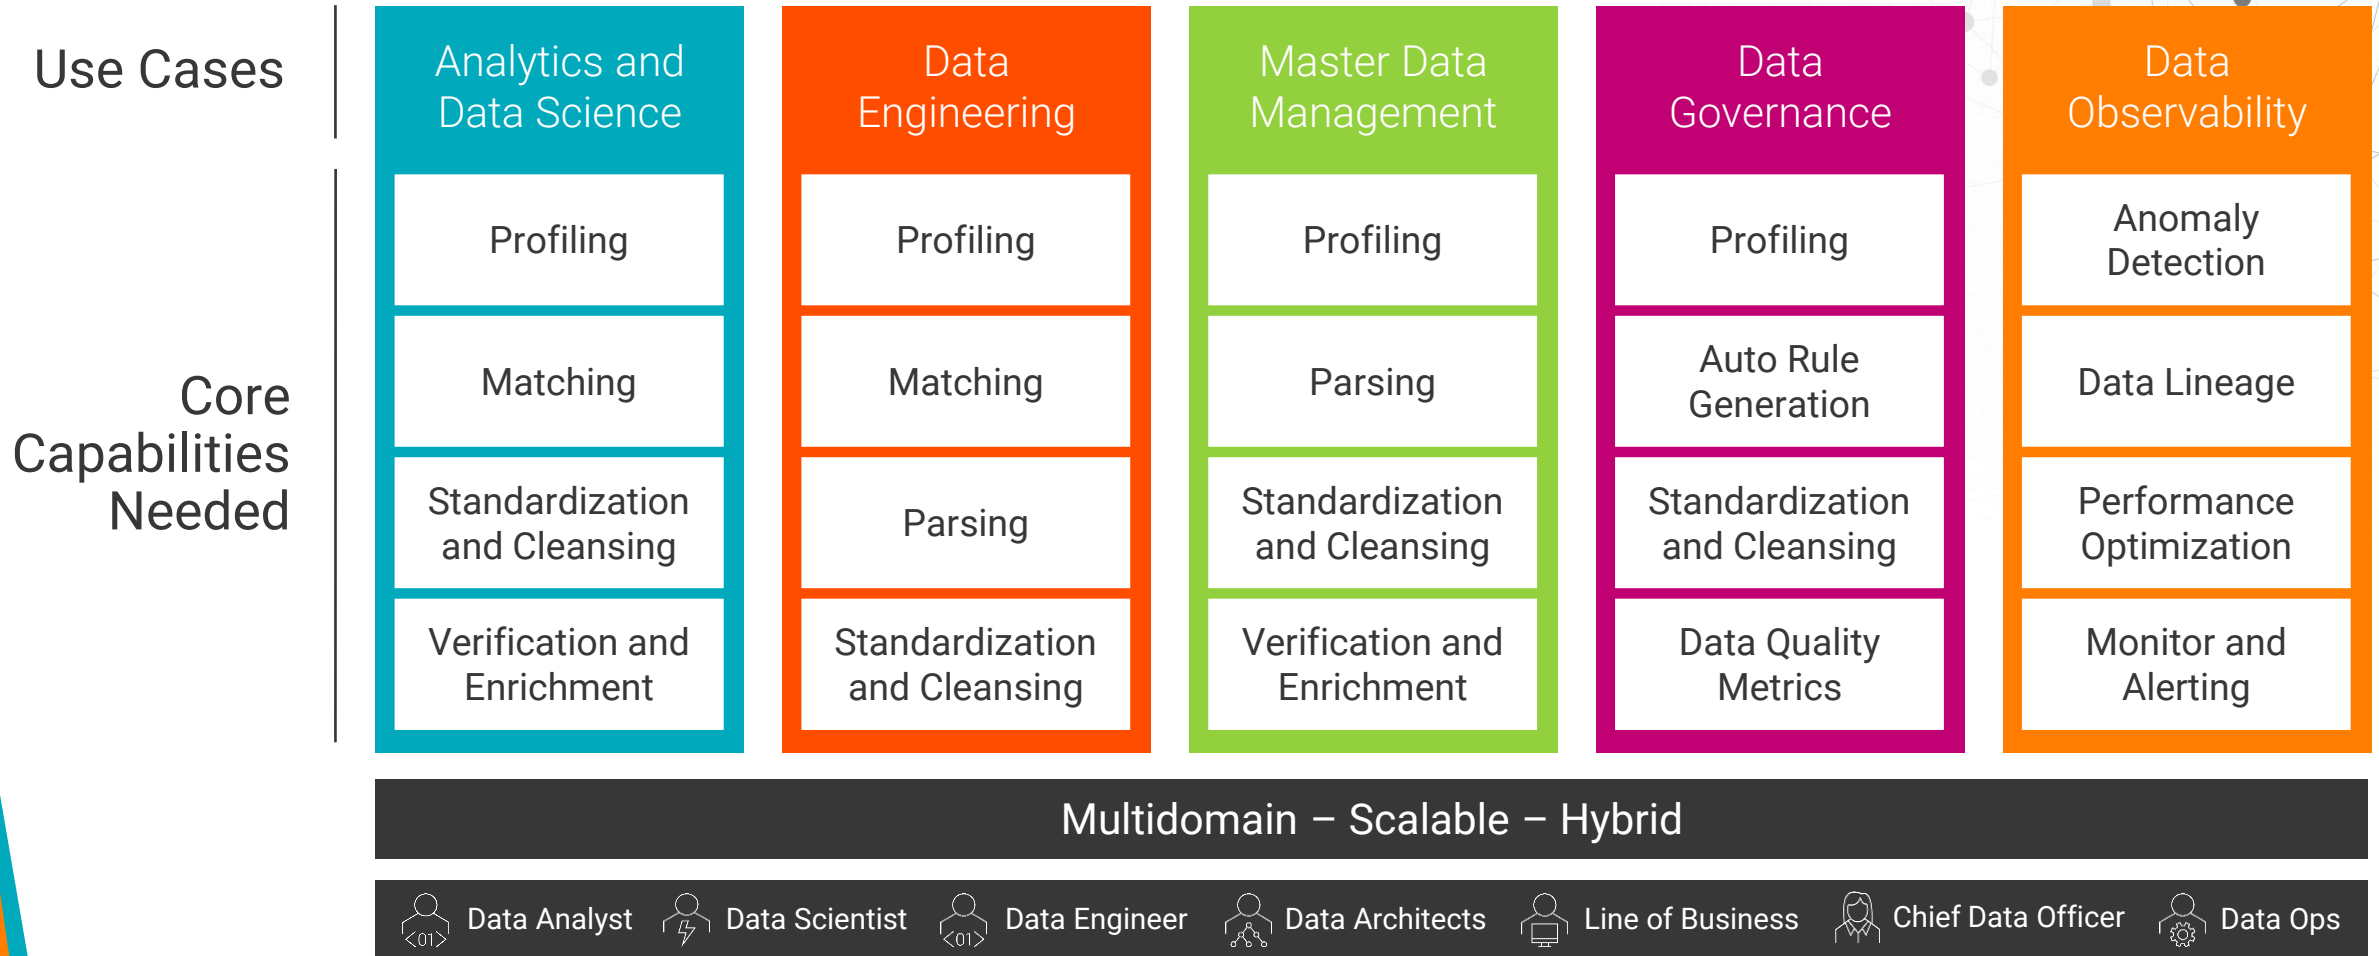 Use Cases
Analytics and
Data Science
Data
Engineering
Master Data
Management
Data
Governance
Data
Observability
Core
Capabilities
Needed
Profiling
Matching
Standardization
and Cleansing
Verification and
Enrichment
Profiling
Matching
Parsing
Standardization
and Cleansing
Profiling
Parsing
Standardization
and Cleansing
Verification and
Enrichment
Profiling
Auto Rule
Generation
Standardization
and Cleansing
Data Quality
Metrics
Anomaly
Detection
Data Lineage
Performance
Optimization
Monitor and
Alerting
Multidomain – Scalable – Hybrid
<01> Data Analyst
Data Scientist
<01> Data Engineer
Data Architects
Line of Business
Chief Data Officer
Data Ops